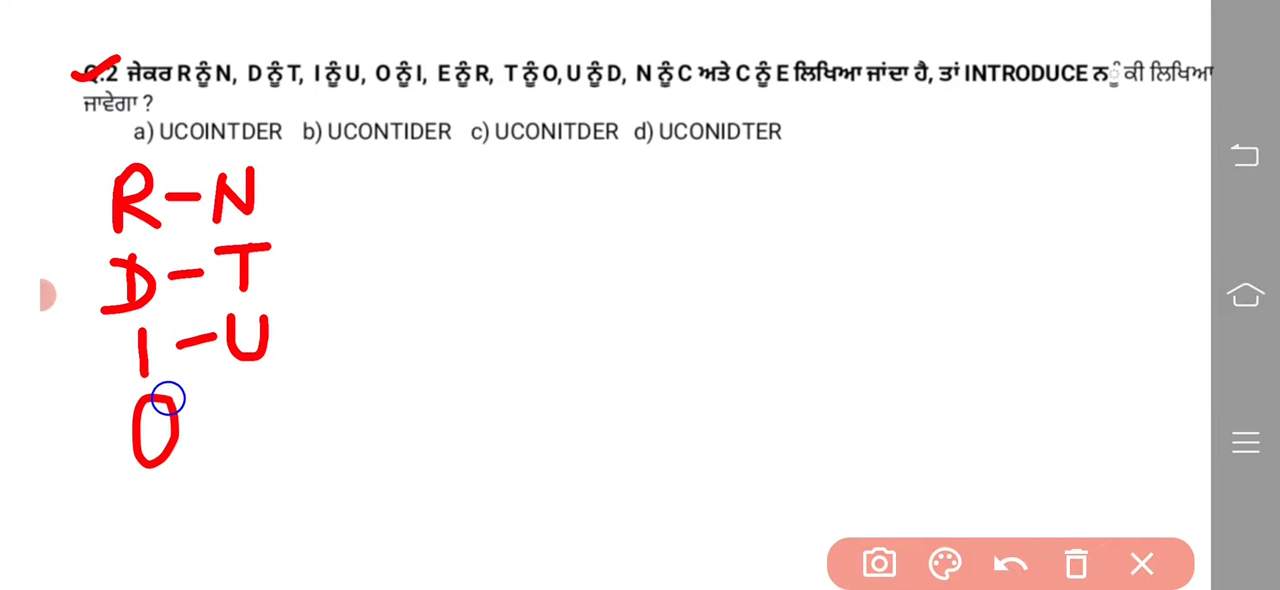 Q.2 ਜੇਕਰ R ਨੂੰ N, D ਨੂੰ T, I ਨੂੰ U, O ਨੂੰ I, E ਨੂੰ R, T ਨੂੰ O, U ਨੂੰ D, N ਨੂੰ C ਅਤੇ C ਨੂੰ E ਲਿਖਿਆ ਜਾਂਦਾ ਹੈ, ਤਾਂ INTRODUCE ਨੂੰ ਕੀ ਲਿਖਿਆ
ਜਾਵੇਗਾ ?
a) UCOINTDER b) UCONTIDER c) UCONITDER d) UCONIDTER
R - N
D - T
I - U
O